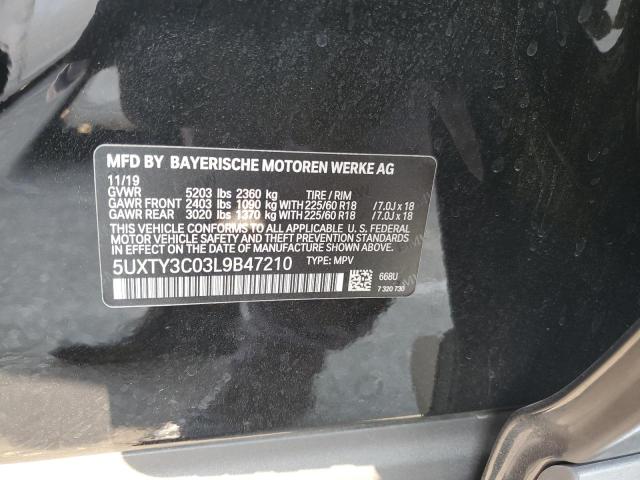 MFD BY BAYERISCHE MOTOREN WERKE AG
11/19
GVWR 5203 lbs 2360 kg TIRE / RIM
GAWR FRONT 2403 lbs 1090 kg WITH 225/60 R18 / 7.0J x 18
GAWR REAR 3020 lbs 1370 kg WITH 225/60 R18 / 7.0J x 18
THIS VEHICLE CONFORMS TO ALL APPLICABLE U. S. FEDERAL
MOTOR VEHICLE SAFETY, BUMPER, AND THEFT PREVENTION STANDARDS
IN EFFECT ON THE DATE OF MANUFACTURE SHOWN ABOVE.
5UXTY3C03L9B47210 TYPE: MPV
668U
7 320 730